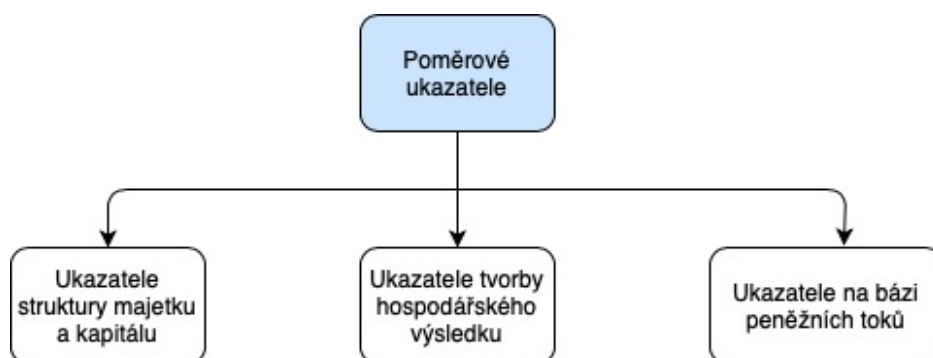 Poměrové
ukazatele
Ukazatele
struktury majetku
a kapitálu
Ukazatele tvorby
hospodářského
výsledku
Ukazatele na bázi
peněžních toků